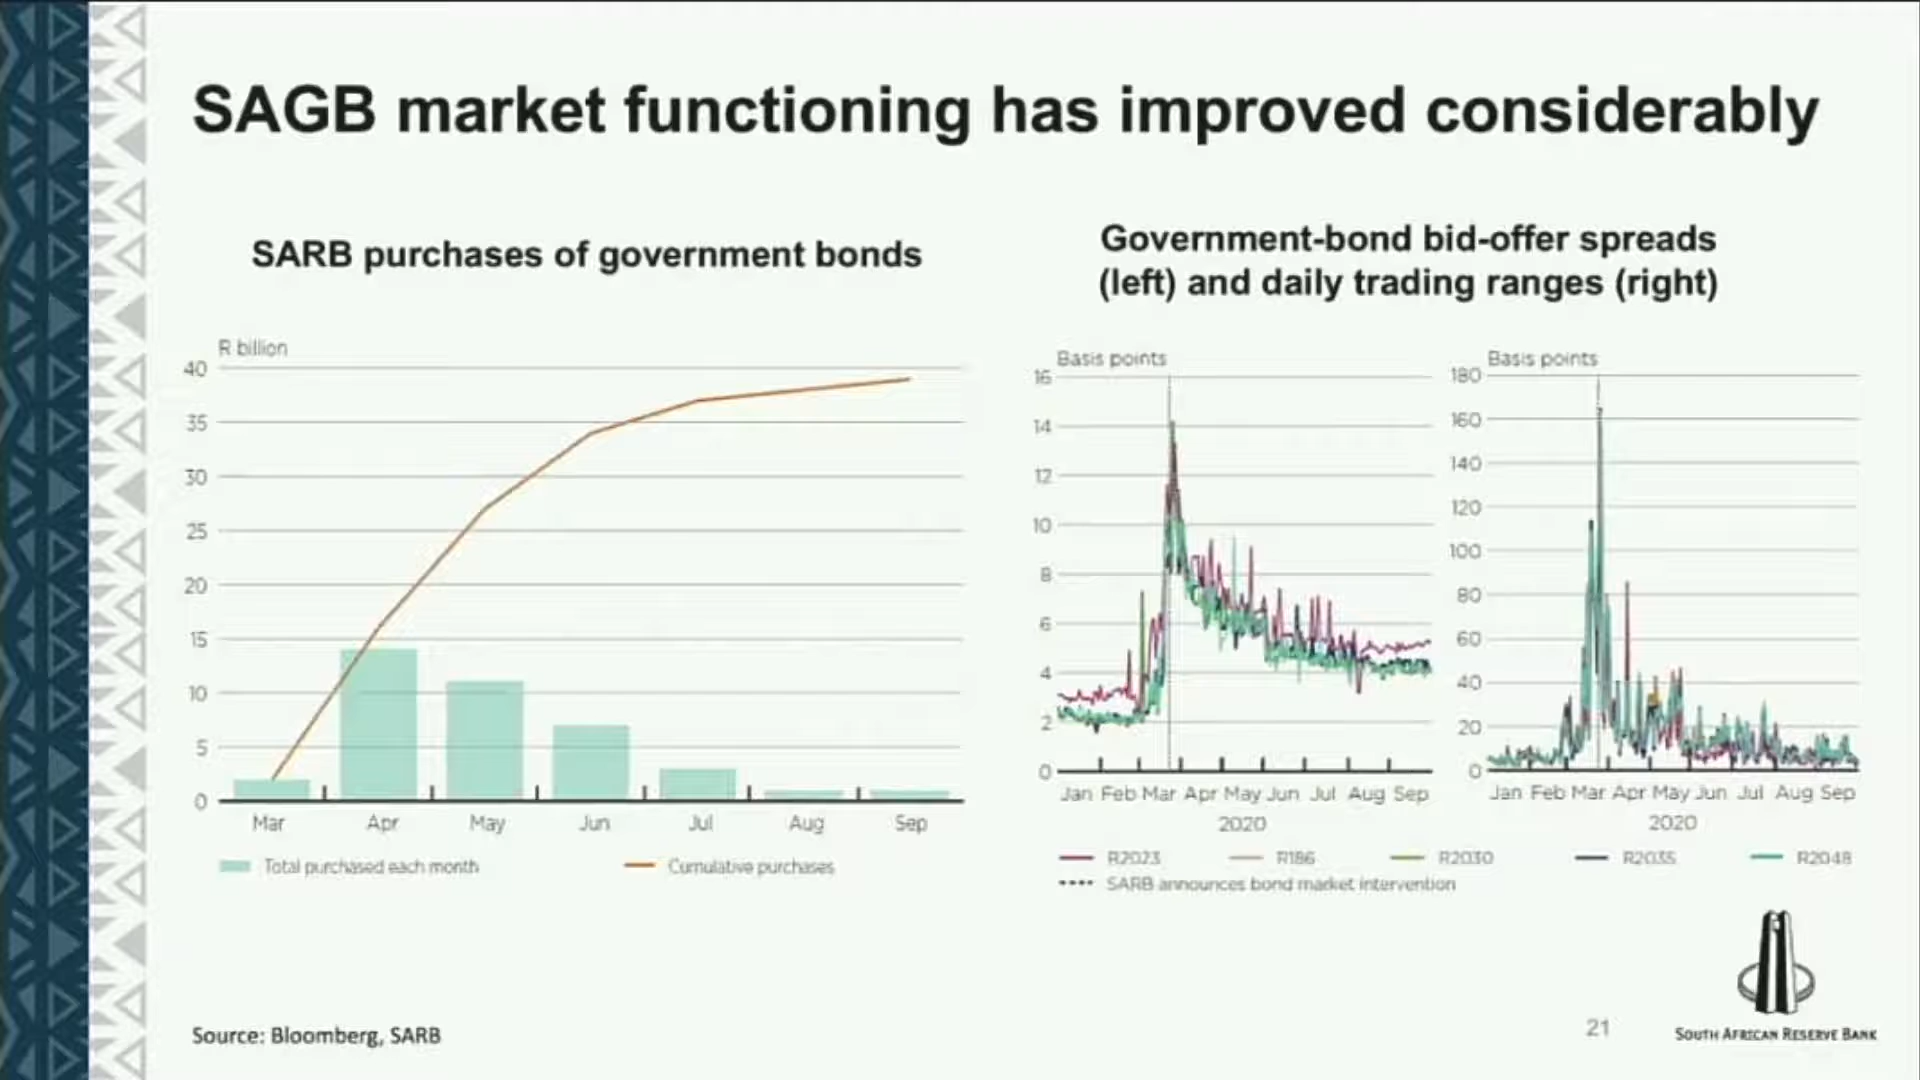 SAGB market functioning has improved considerably
SARB purchases of government bonds
R billion
40
35
30
25
20
15
10
5
0
Mar Apr May Jun Jul Aug Sep
Total purchased each month Cumulative purchases
Government-bond bid-offer spreads
(left) and daily trading ranges (right)
Basis points
16
14
12
10
8
6
4
2
0
Jan Feb Mar Apr May Jun Jul Aug Sep
2020
Basis points
180
160
140
120
100
80
60
40
20
0
Jan Feb Mar Apr May Jun Jul Aug Sep
2020
R2023 R186 R2030 R2035 R2048
SARB announces bond market intervention
Source: Bloomberg, SARB
21
SOUTH AFRICAN RESERVE BANK